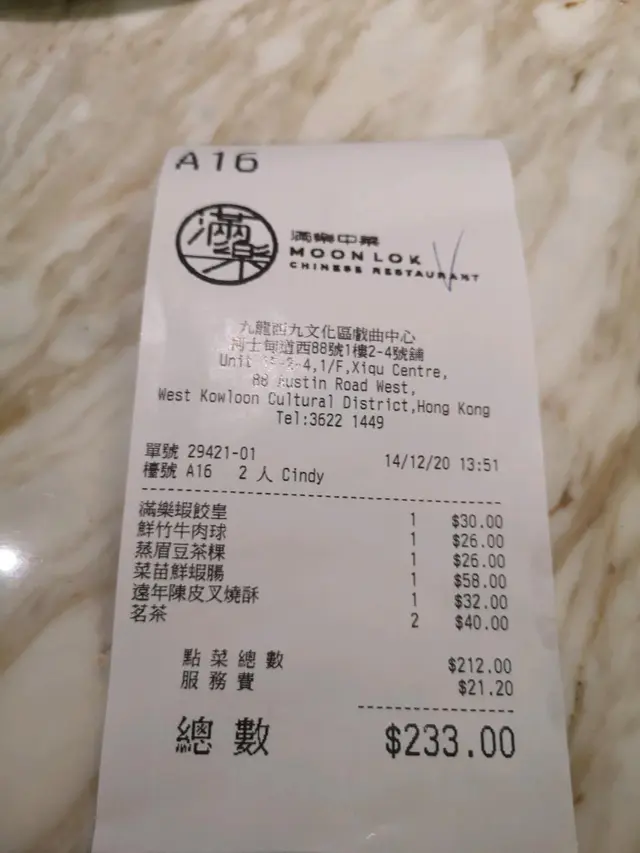 A16
滿樂
滿樂中菜
MOON LOK
CHINESE RESTAURANT
九龍西九文化區戲曲中心
柯士甸道西88號1樓2-4號舖
Unit 2-4,1/F,Xiqu Centre,
88 Austin Road West,
West Kowloon Cultural District,Hong Kong
Tel:3622 1449
單號 29421-01 14/12/20 13:51
檯號 A16 2 人 Cindy
滿樂蝦餃皇 1 $30.00
鮮竹牛肉球 1 $26.00
蒸眉豆茶粿 1 $26.00
菜苗鮮蝦腸 1 $58.00
遠年陳皮叉燒酥 1 $32.00
茗茶 2 $40.00
點菜總數 $212.00
服務費 $21.20
總數 $233.00